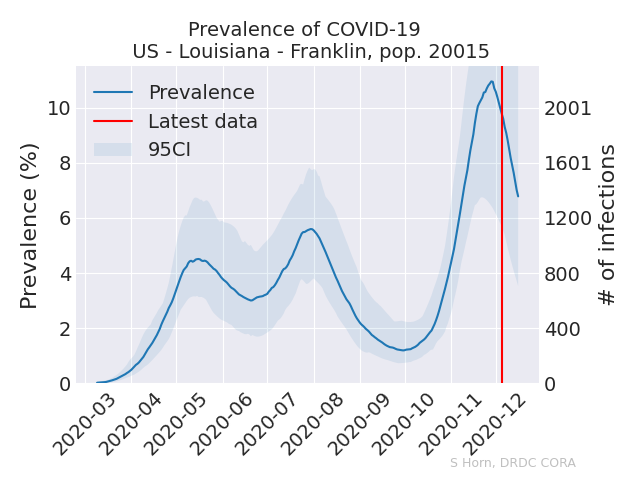 Prevalence of COVID-19
US - Louisiana - Franklin, pop. 20015
Prevalence
Latest data
95CI
Prevalence (%)
10
8
6
4
2
0
2001
1601
1200
800
400
0
# of infections
2020-03
2020-04
2020-05
2020-06
2020-07
2020-08
2020-09
2020-10
2020-11
2020-12
S Horn, DRDC CORA